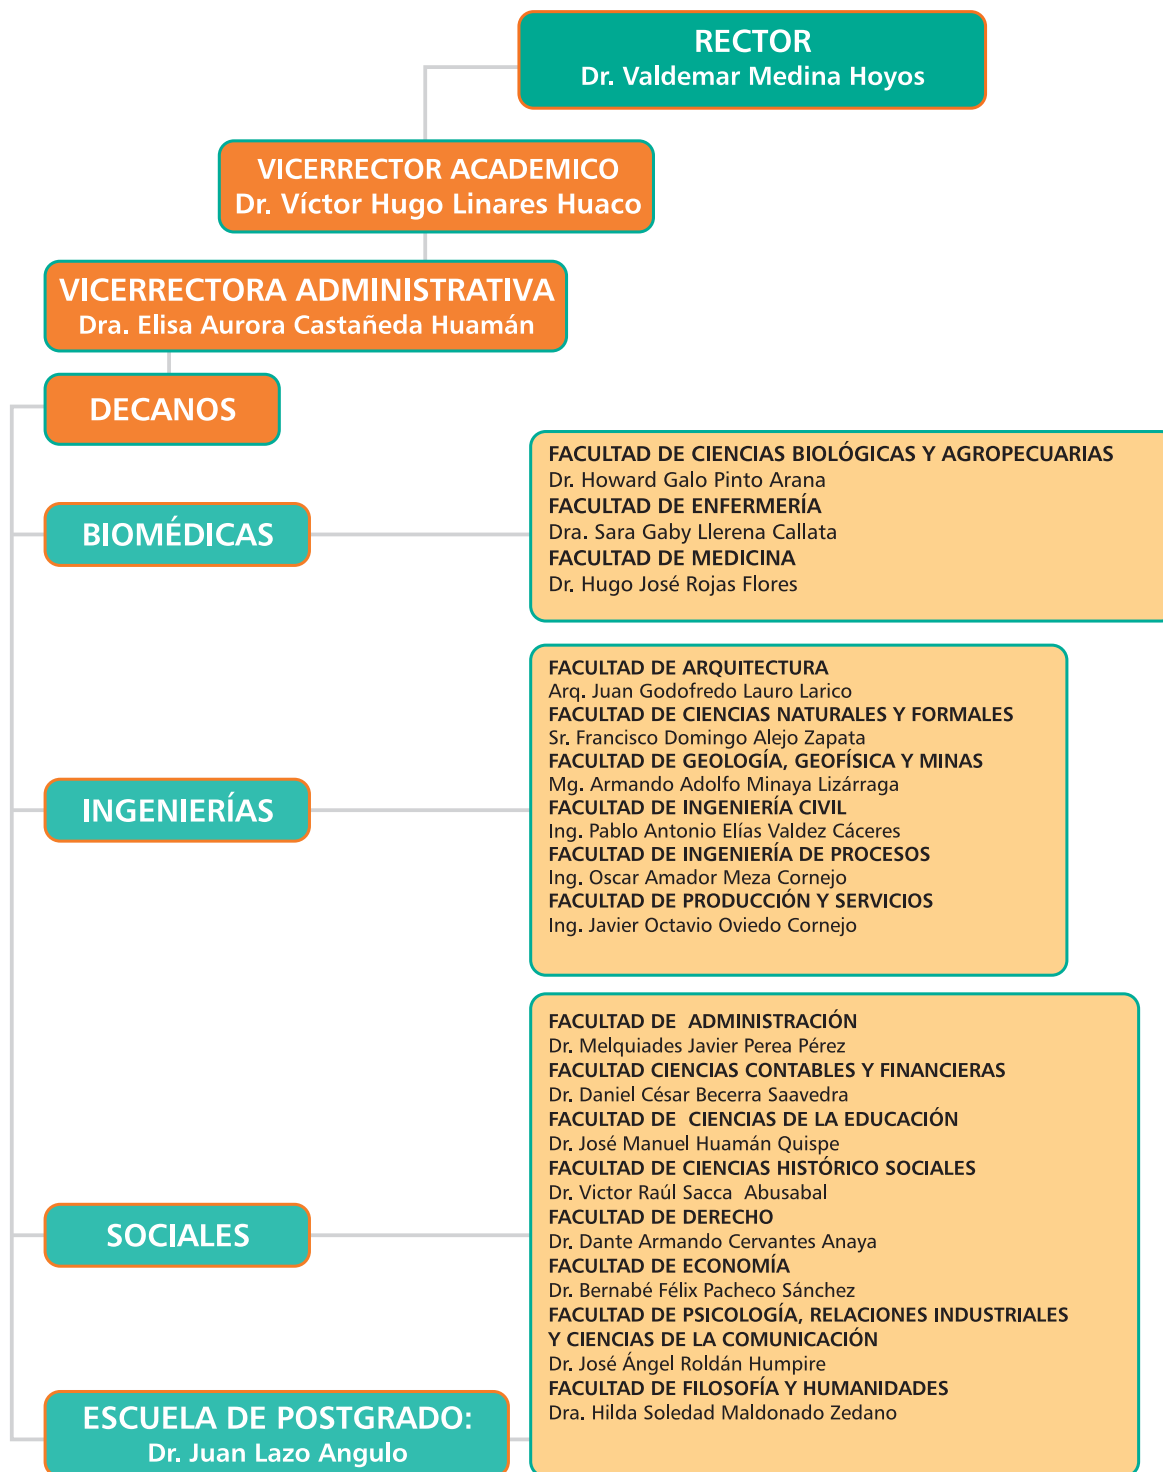 RECTOR
Dr. Valdemar Medina Hoyos
VICERRECTOR ACADEMICO
Dr. Víctor Hugo Linares Huaco
VICERRECTORA ADMINISTRATIVA
Dra. Elisa Aurora Castañeda Huamán
DECANOS
BIOMÉDICAS
FACULTAD DE CIENCIAS BIOLÓGICAS Y AGROPECUARIAS
Dr. Howard Galo Pinto Arana
FACULTAD DE ENFERMERÍA
Dra. Sara Gaby Llerena Callata
FACULTAD DE MEDICINA
Dr. Hugo José Rojas Flores
INGENIERÍAS
FACULTAD DE ARQUITECTURA
Arq. Juan Godofredo Lauro Larico
FACULTAD DE CIENCIAS NATURALES Y FORMALES
Sr. Francisco Domingo Alejo Zapata
FACULTAD DE GEOLOGÍA, GEOFÍSICA Y MINAS
Mg. Armando Adolfo Minaya Lizárraga
FACULTAD DE INGENIERÍA CIVIL
Ing. Pablo Antonio Elías Valdez Cáceres
FACULTAD DE INGENIERÍA DE PROCESOS
Ing. Oscar Amador Meza Cornejo
FACULTAD DE PRODUCCIÓN Y SERVICIOS
Ing. Javier Octavio Oviedo Cornejo
SOCIALES
FACULTAD DE ADMINISTRACIÓN
Dr. Melquiades Javier Perea Pérez
FACULTAD CIENCIAS CONTABLES Y FINANCIERAS
Dr. Daniel César Becerra Saavedra
FACULTAD DE CIENCIAS DE LA EDUCACIÓN
Dr. José Manuel Huamán Quispe
FACULTAD DE CIENCIAS HISTÓRICO SOCIALES
Dr. Victor Raúl Sacca Abusabal
FACULTAD DE DERECHO
Dr. Dante Armando Cervantes Anaya
FACULTAD DE ECONOMÍA
Dr. Bernabé Félix Pacheco Sánchez
FACULTAD DE PSICOLOGÍA, RELACIONES INDUSTRIALES
Y CIENCIAS DE LA COMUNICACIÓN
Dr. José Ángel Roldán Humpire
FACULTAD DE FILOSOFÍA Y HUMANIDADES
Dra. Hilda Soledad Maldonado Zedano
ESCUELA DE POSTGRADO:
Dr. Juan Lazo Angulo